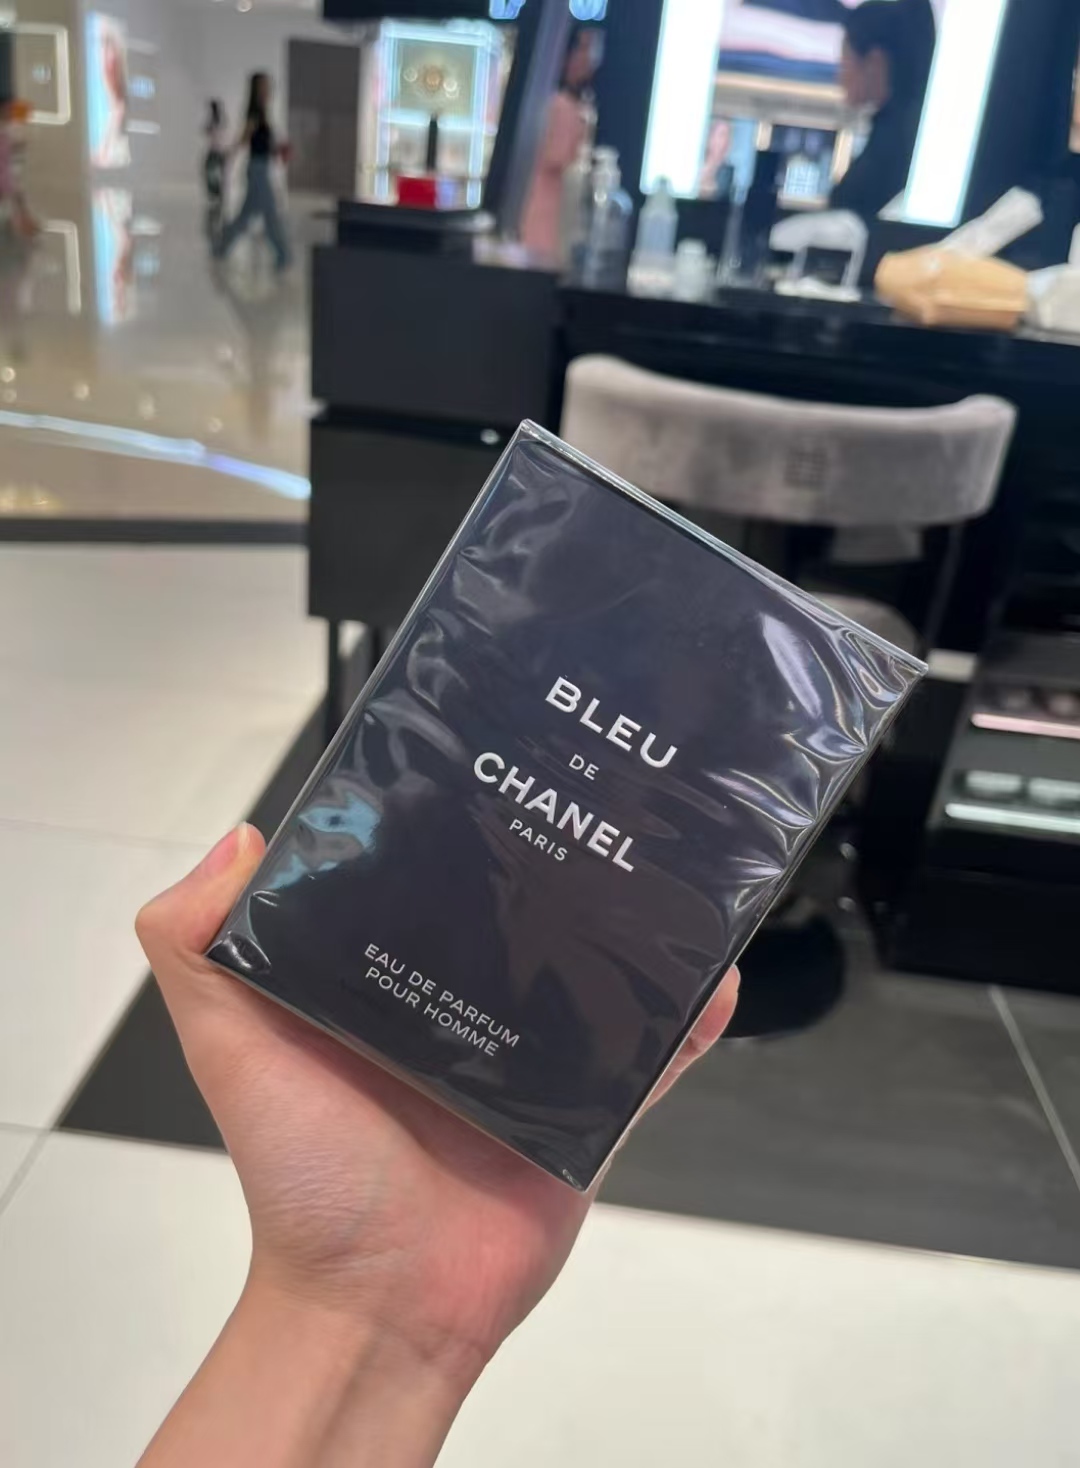 BLEU
DE
CHANEL
PARIS
EAU DE PARFUM
POUR HOMME